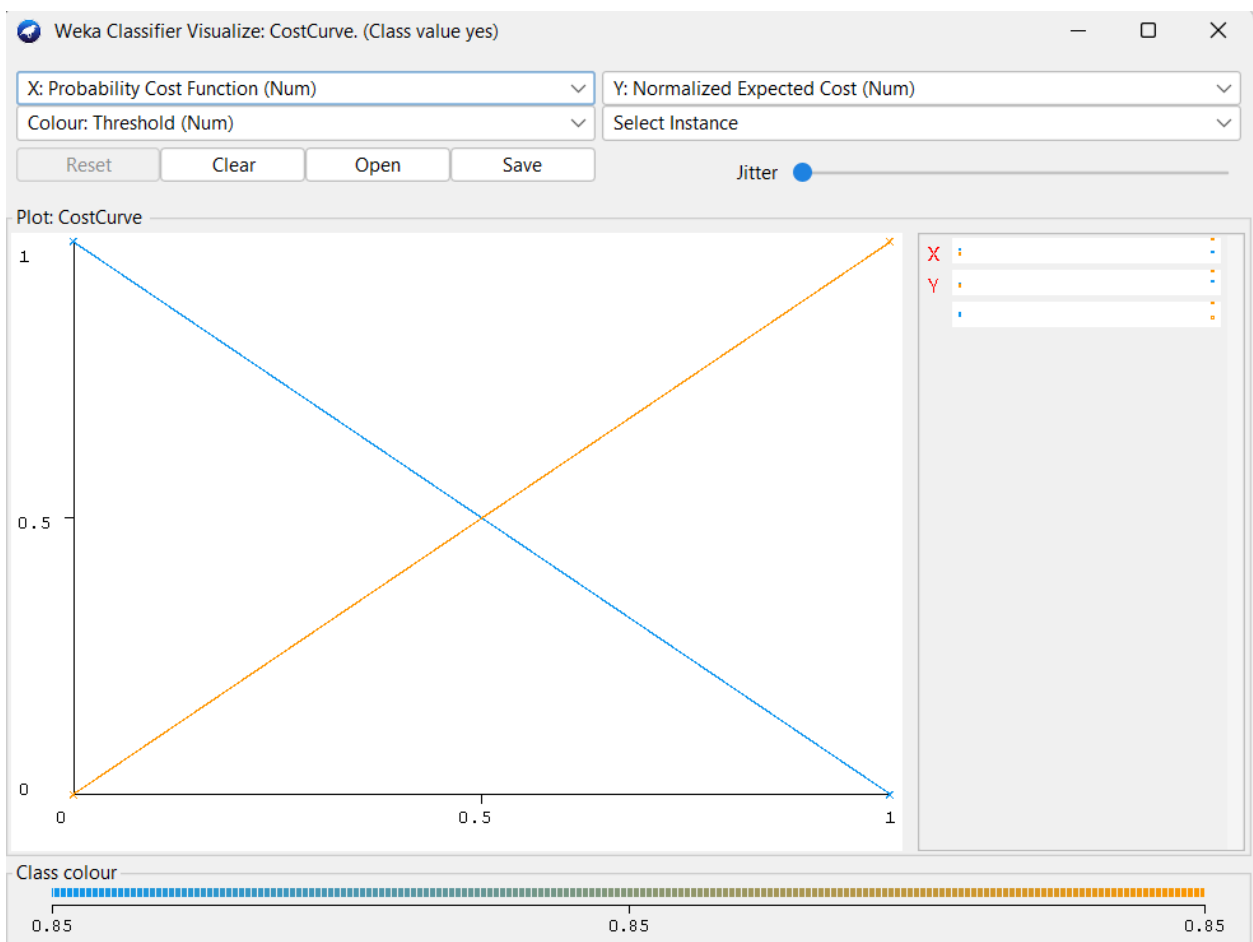 Weka Classifier Visualize: CostCurve. (Class value yes)
X: Probability Cost Function (Num) Y: Normalized Expected Cost (Num)
Colour: Threshold (Num) Select Instance
Reset Clear Open Save Jitter
Plot: CostCurve
1
X
Y
0.5
0
0 0.5 1
Class colour
0.85 0.85 0.85